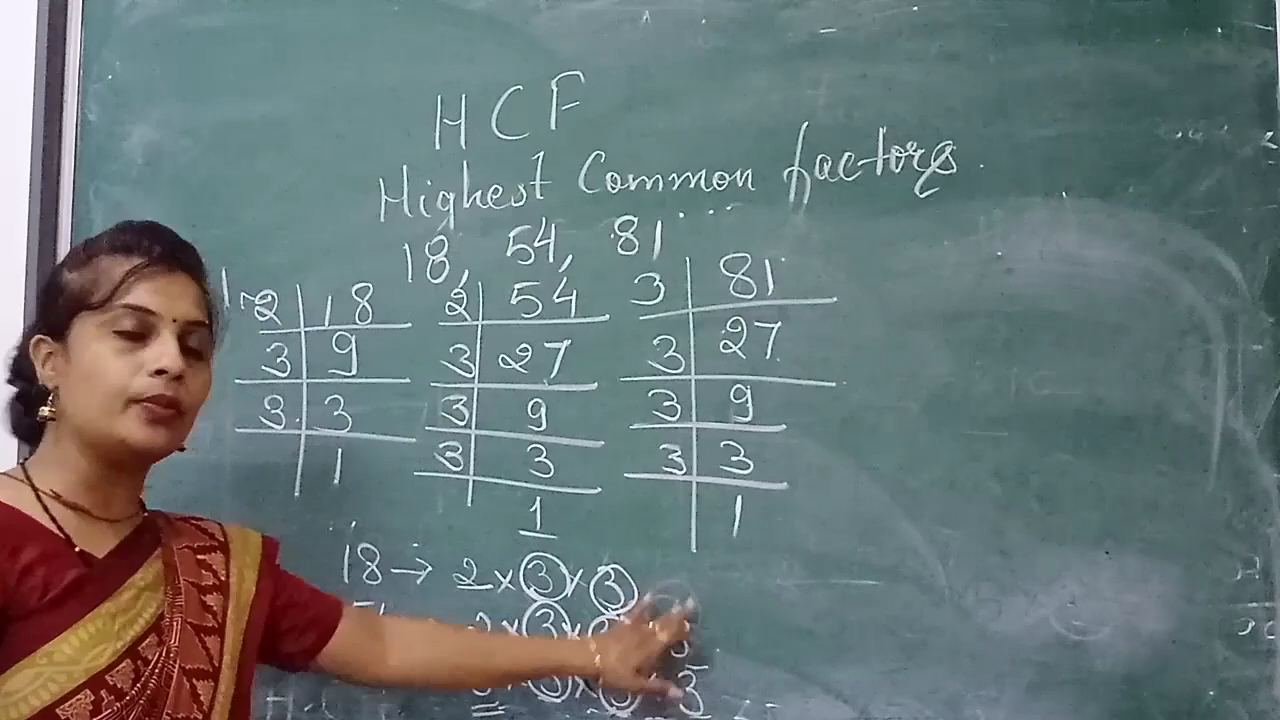 HCF
Highest Common factors.
18, 54, 81
2 | 18
3 | 9
3 | 3
1
2 | 54
3 | 27
3 | 9
3 | 3
1
3 | 81
3 | 27
3 | 9
3 | 3
1
18 → 2 × 3 × 3